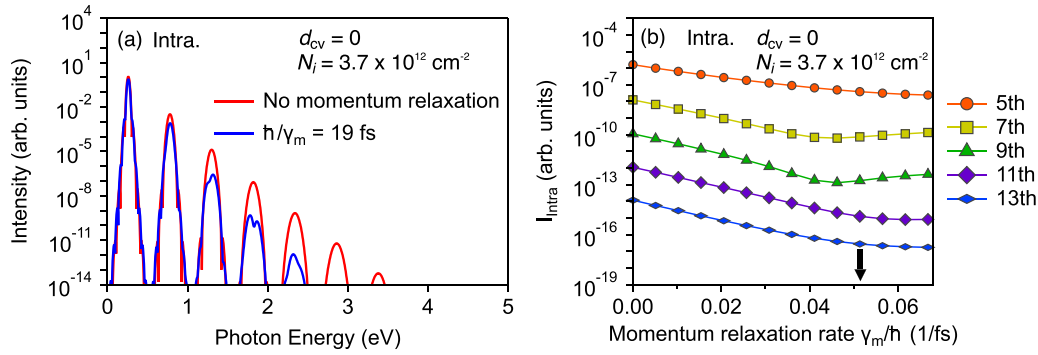 (a) Intra.
d_cv = 0
N_i = 3.7 x 10^12 cm^-2
No momentum relaxation
ħ/γ_m = 19 fs
Intensity (arb. units)
10^4
10^1
10^-2
10^-5
10^-8
10^-11
10^-14
0 1 2 3 4 5
Photon Energy (eV)
(b) Intra.
d_cv = 0
N_i = 3.7 x 10^12 cm^-2
I_Intra (arb. units)
10^-4
10^-7
10^-10
10^-13
10^-16
10^-19
0.00 0.02 0.04 0.06
Momentum relaxation rate γ_m/ħ (1/fs)
5th
7th
9th
11th
13th